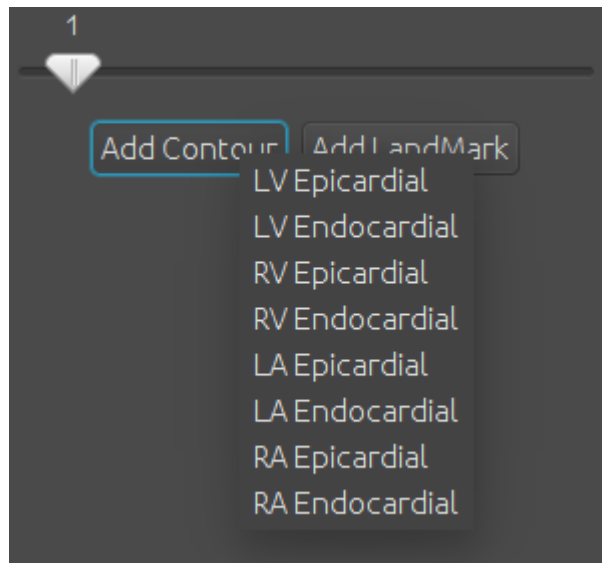 1
Add Contour Add LandMark
LV Epicardial
LV Endocardial
RV Epicardial
RV Endocardial
LA Epicardial
LA Endocardial
RA Epicardial
RA Endocardial